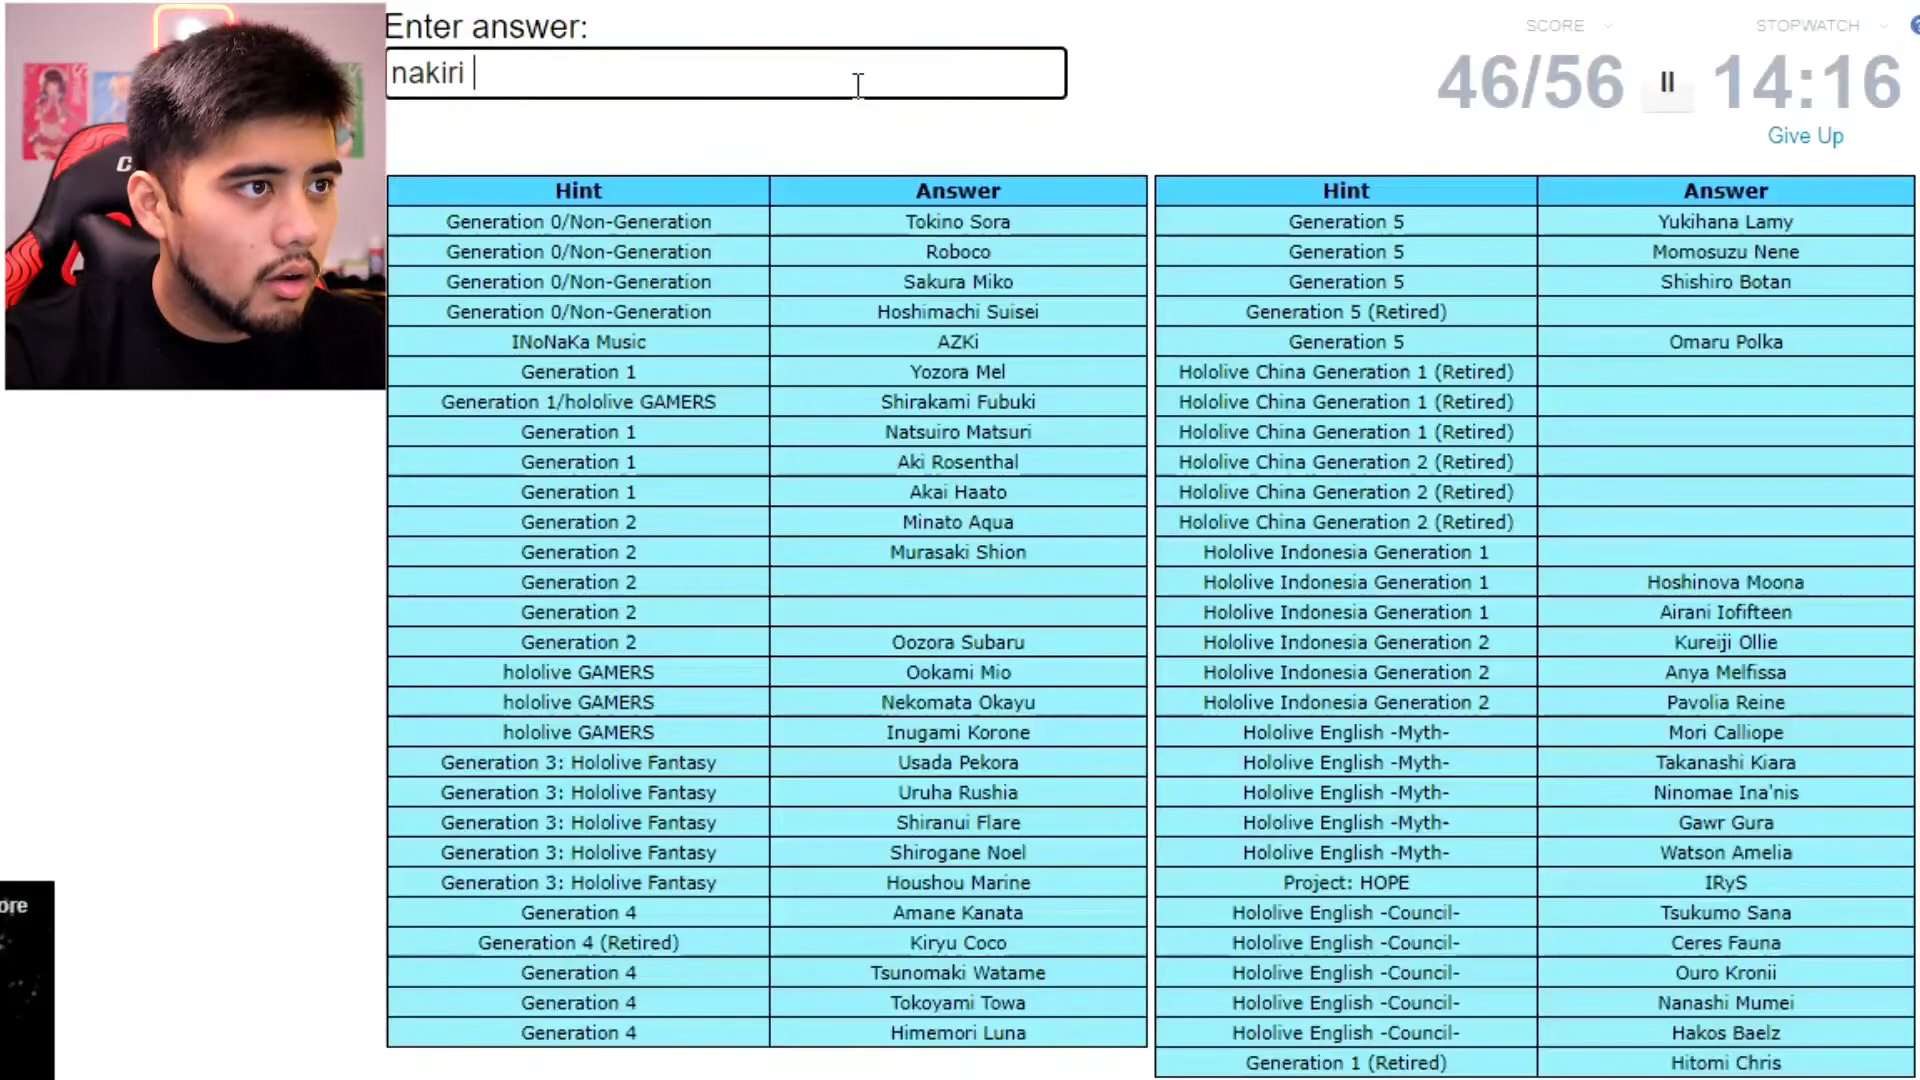 Enter answer:
nakiri
SCORE
STOPWATCH
46/56
14:16
Give Up
C
ore
Hint Answer
Generation 0/Non-Generation Tokino Sora
Generation 0/Non-Generation Roboco
Generation 0/Non-Generation Sakura Miko
Generation 0/Non-Generation Hoshimachi Suisei
INoNaKa Music AZKi
Generation 1 Yozora Mel
Generation 1/hololive GAMERS Shirakami Fubuki
Generation 1 Natsuiro Matsuri
Generation 1 Aki Rosenthal
Generation 1 Akai Haato
Generation 2 Minato Aqua
Generation 2 Murasaki Shion
Generation 2
Generation 2
Generation 2 Oozora Subaru
hololive GAMERS Ookami Mio
hololive GAMERS Nekomata Okayu
hololive GAMERS Inugami Korone
Generation 3: Hololive Fantasy Usada Pekora
Generation 3: Hololive Fantasy Uruha Rushia
Generation 3: Hololive Fantasy Shiranui Flare
Generation 3: Hololive Fantasy Shirogane Noel
Generation 3: Hololive Fantasy Houshou Marine
Generation 4 Amane Kanata
Generation 4 (Retired) Kiryu Coco
Generation 4 Tsunomaki Watame
Generation 4 Tokoyami Towa
Generation 4 Himemori Luna
Hint Answer
Generation 5 Yukihana Lamy
Generation 5 Momosuzu Nene
Generation 5 Shishiro Botan
Generation 5 (Retired)
Generation 5 Omaru Polka
Hololive China Generation 1 (Retired)
Hololive China Generation 1 (Retired)
Hololive China Generation 1 (Retired)
Hololive China Generation 2 (Retired)
Hololive China Generation 2 (Retired)
Hololive China Generation 2 (Retired)
Hololive Indonesia Generation 1
Hololive Indonesia Generation 1 Hoshinova Moona
Hololive Indonesia Generation 1 Airani Iofifteen
Hololive Indonesia Generation 2 Kureiji Ollie
Hololive Indonesia Generation 2 Anya Melfissa
Hololive Indonesia Generation 2 Pavolia Reine
Hololive English -Myth- Mori Calliope
Hololive English -Myth- Takanashi Kiara
Hololive English -Myth- Ninomae Ina'nis
Hololive English -Myth- Gawr Gura
Hololive English -Myth- Watson Amelia
Project: HOPE IRyS
Hololive English -Council- Tsukumo Sana
Hololive English -Council- Ceres Fauna
Hololive English -Council- Ouro Kronii
Hololive English -Council- Nanashi Mumei
Hololive English -Council- Hakos Baelz
Generation 1 (Retired) Hitomi Chris